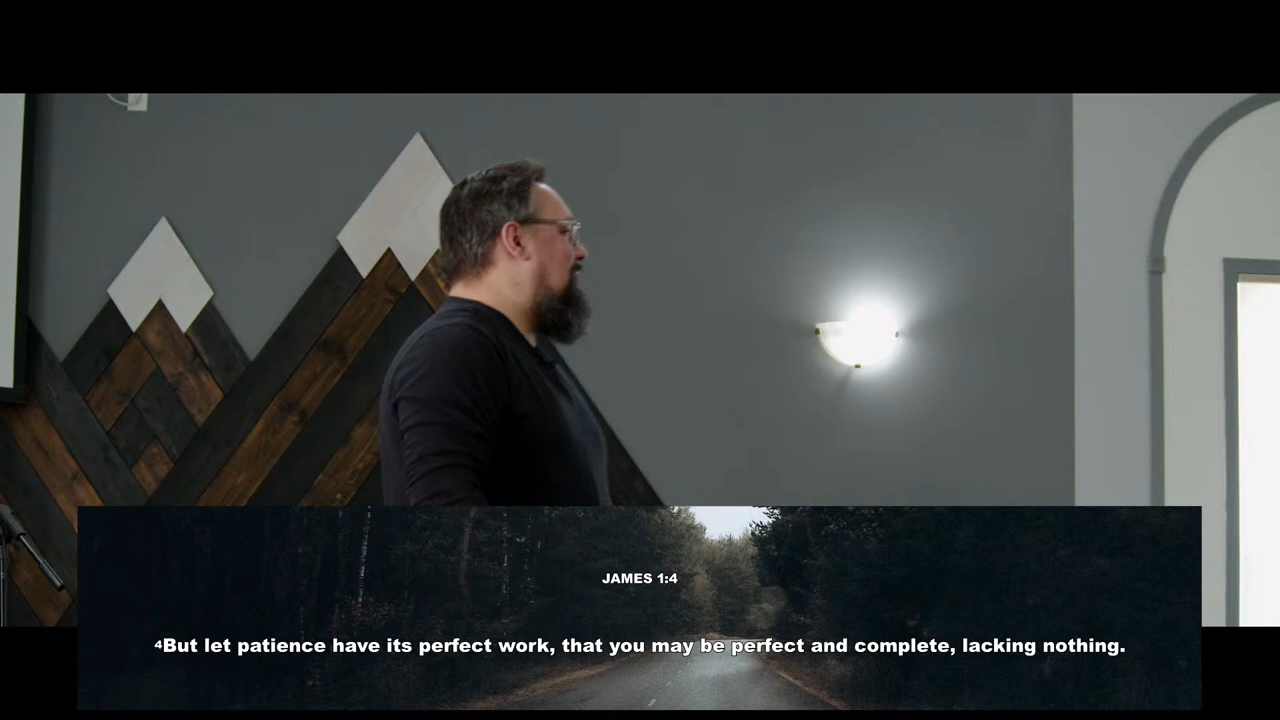 JAMES 1:4
⁴But let patience have its perfect work, that you may be perfect and complete, lacking nothing.